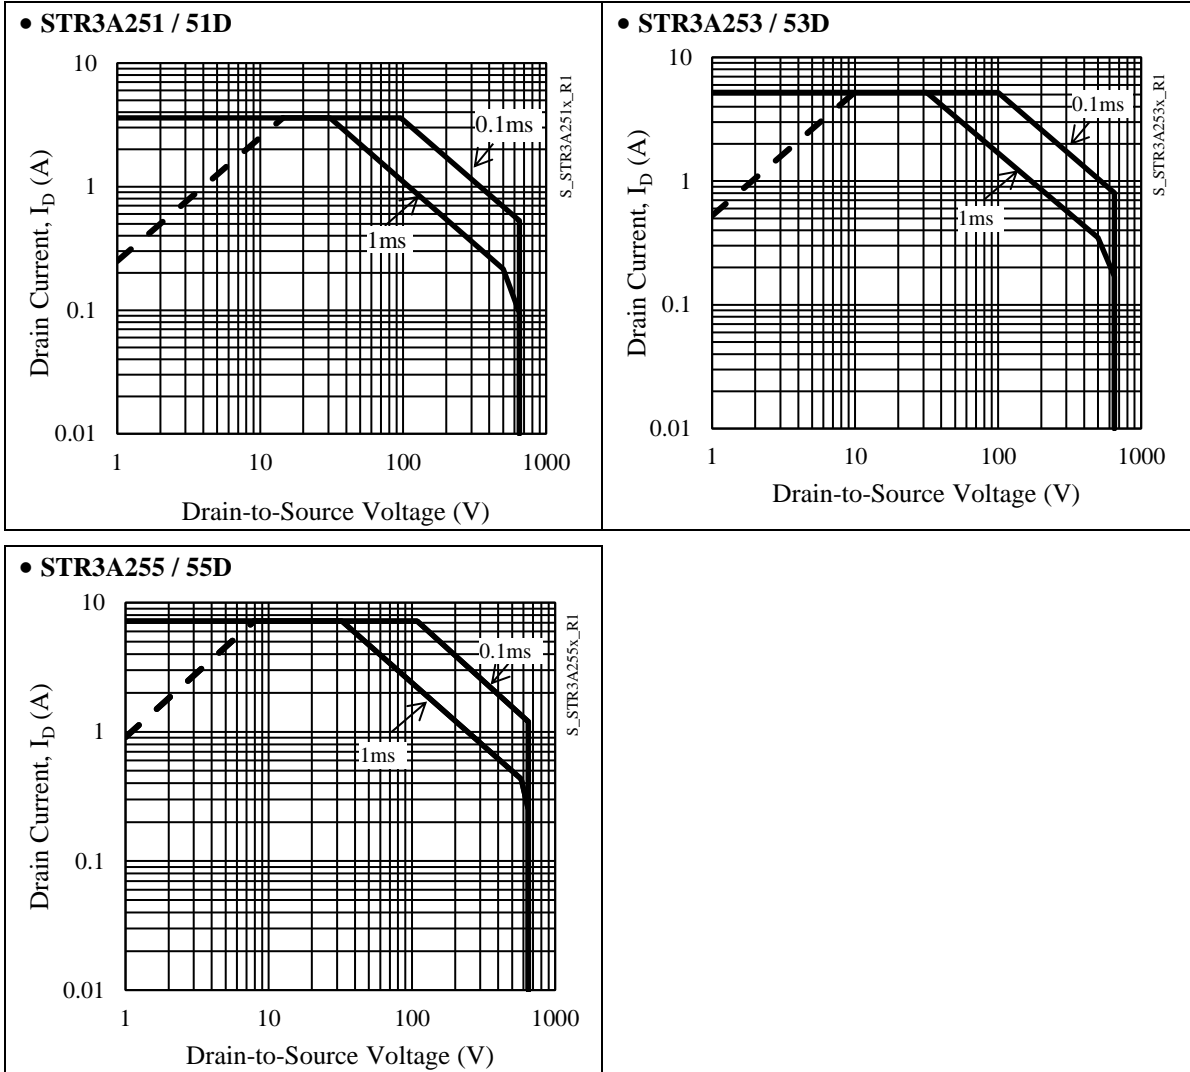 • STR3A251 / 51D
10
1
0.1
0.01
Drain Current, I_D (A)
0.1ms
1ms
S_STR3A251x_R1
1 10 100 1000
Drain-to-Source Voltage (V)
• STR3A253 / 53D
10
1
0.1
0.01
Drain Current, I_D (A)
0.1ms
1ms
S_STR3A253x_R1
1 10 100 1000
Drain-to-Source Voltage (V)
• STR3A255 / 55D
10
1
0.1
0.01
Drain Current, I_D (A)
0.1ms
1ms
S_STR3A255x_R1
1 10 100 1000
Drain-to-Source Voltage (V)